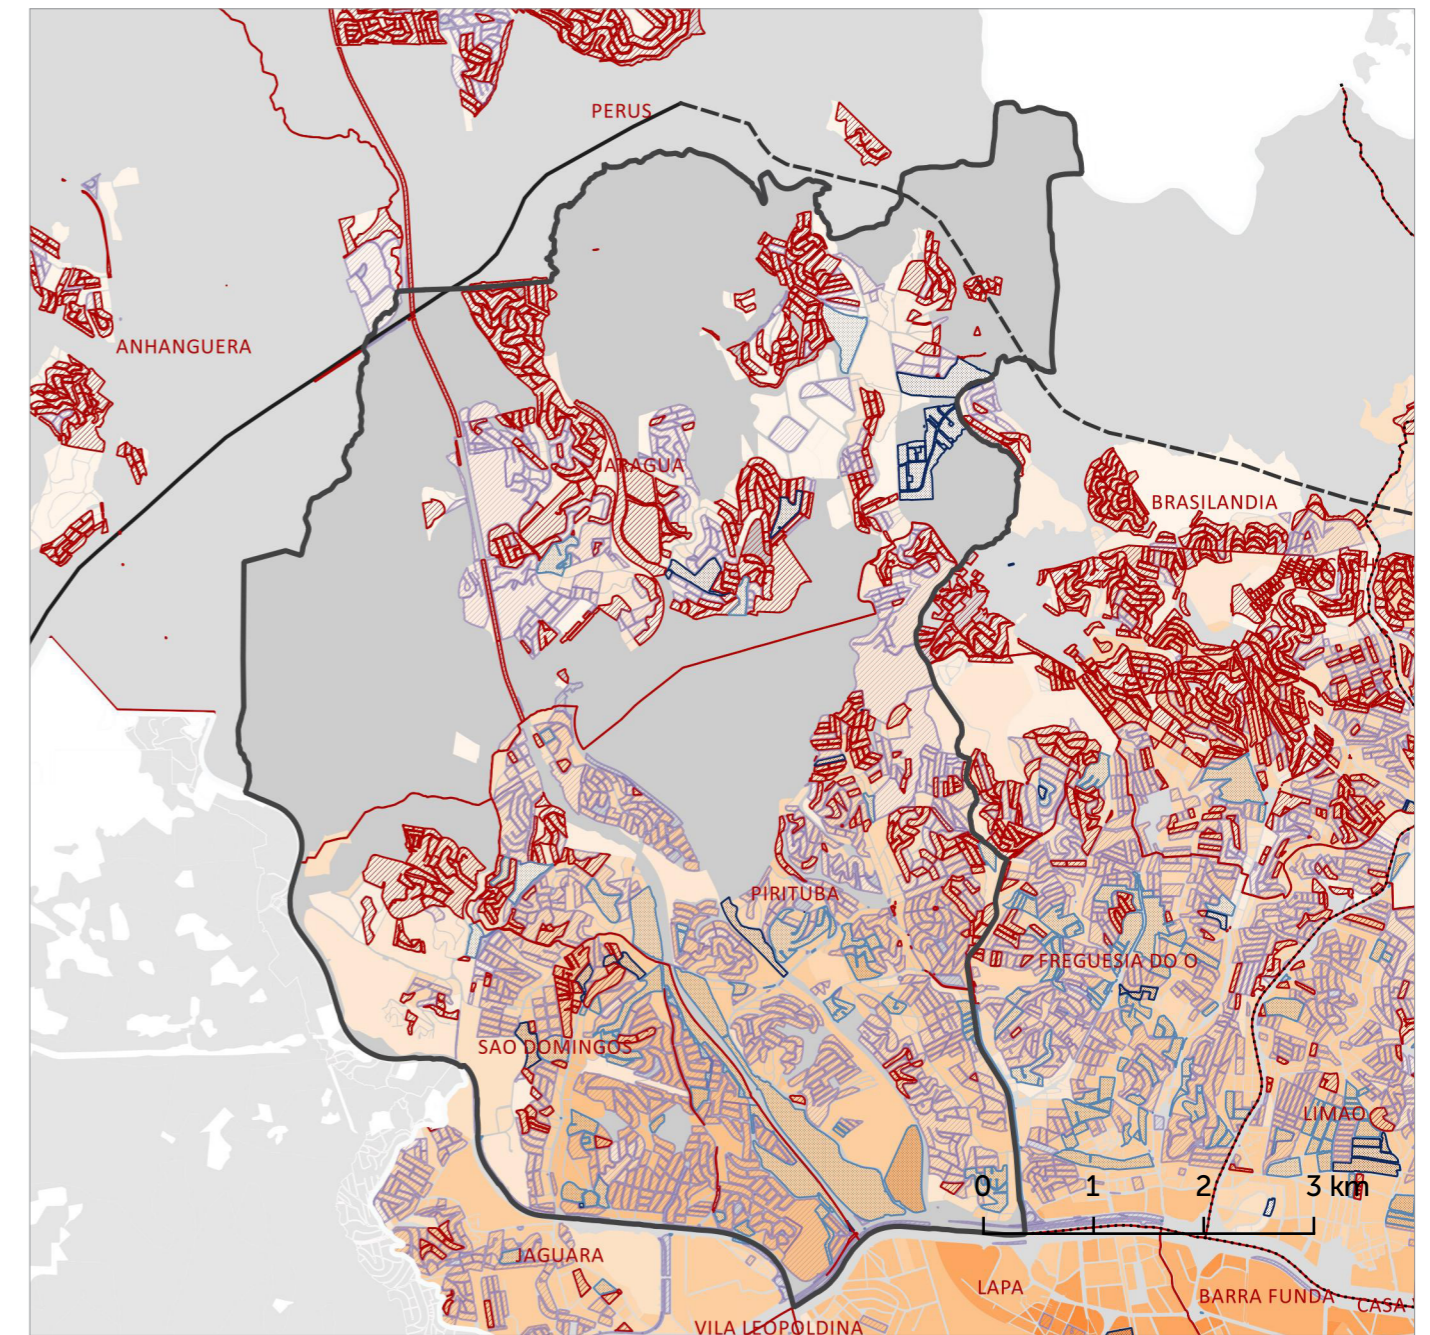 PERUS
ANHANGUERA
JARAGUA
BRASILANDIA
PIRITUBA
FREGUESIA DO O
SAO DOMINGOS
LIMAO
0 1 2 3 km
JAGUARA
LAPA
BARRA FUNDA
CASA
VILA LEOPOLDINA